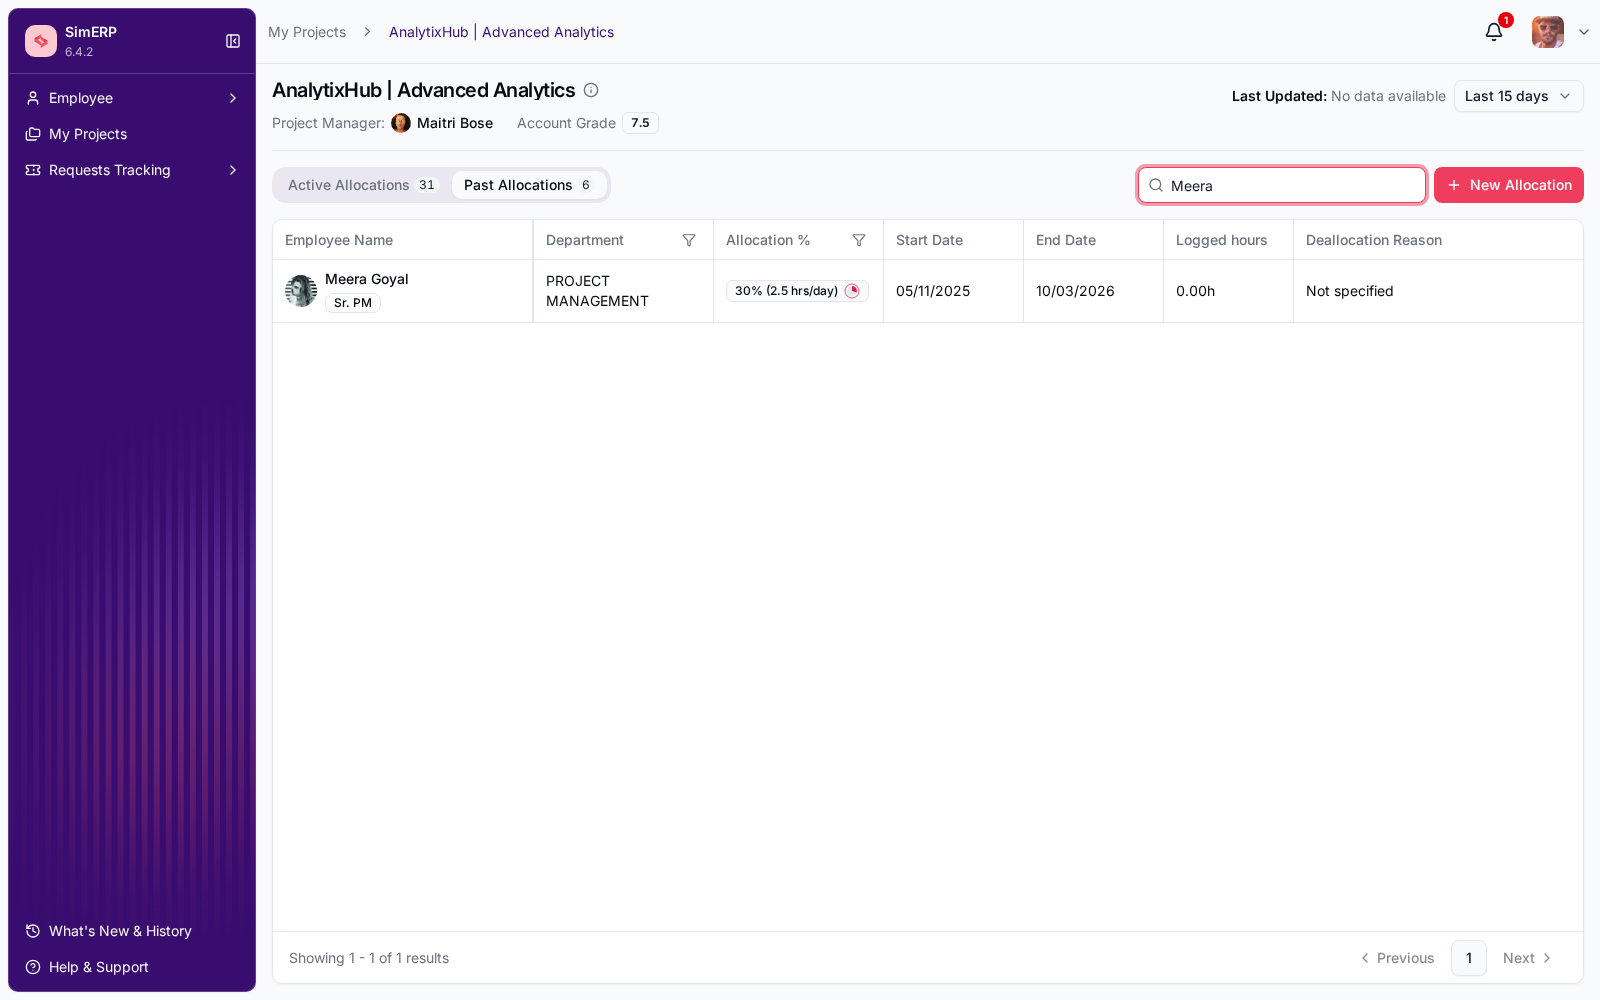 SimERP
6.4.2
Employee
My Projects
Requests Tracking
What's New & History
Help & Support
My Projects
AnalytixHub | Advanced Analytics
1
AnalytixHub | Advanced Analytics
Project Manager: Maitri Bose Account Grade 7.5
Last Updated: No data available
Last 15 days
Active Allocations 31
Past Allocations 6
Meera
New Allocation
Employee Name Department Allocation % Start Date End Date Logged hours Deallocation Reason
Meera Goyal
Sr. PM
PROJECT
MANAGEMENT
30% (2.5 hrs/day)
05/11/2025
10/03/2026
0.00h
Not specified
Showing 1 - 1 of 1 results
Previous 1 Next